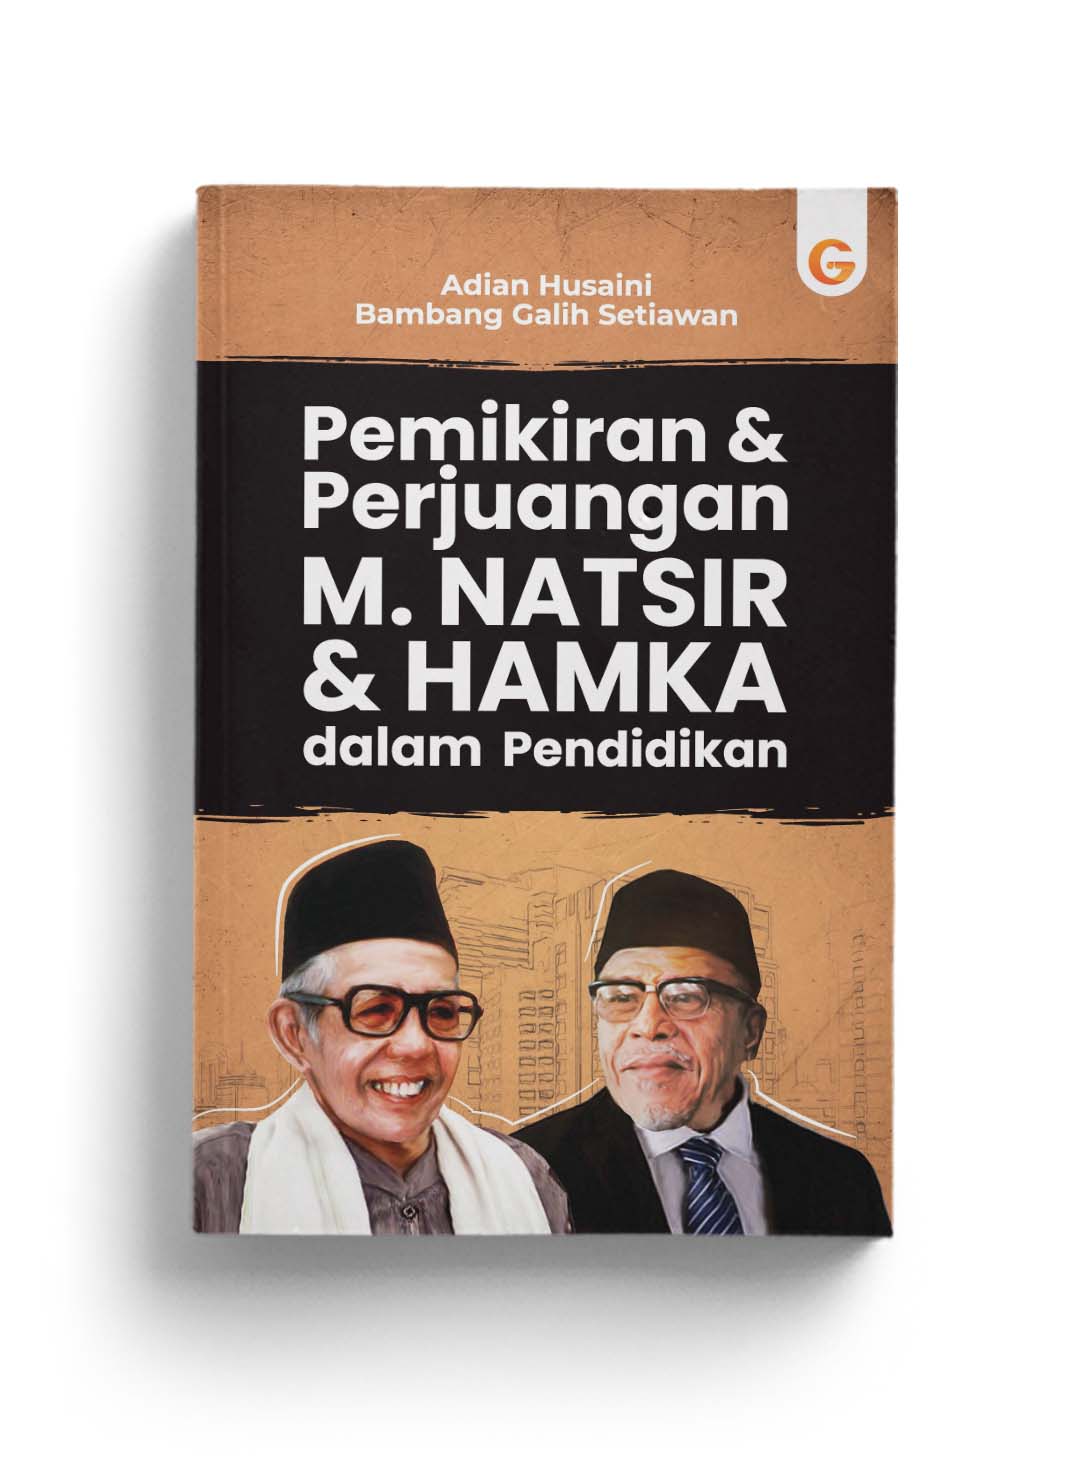 Adian Husaini
Bambang Galih Setiawan
G
Pemikiran &
Perjuangan
M. NATSIR
& HAMKA
dalam Pendidikan